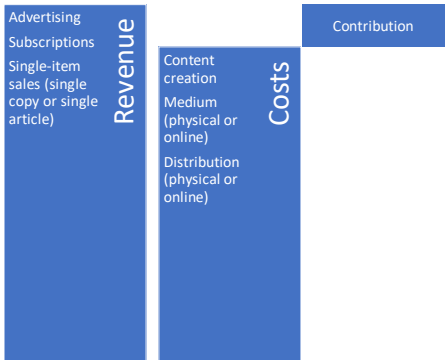 Advertising
Subscriptions
Single-item
sales (single
copy or single
article)
Revenue
Content
creation
Medium
(physical or
online)
Distribution
(physical or
online)
Costs
Contribution